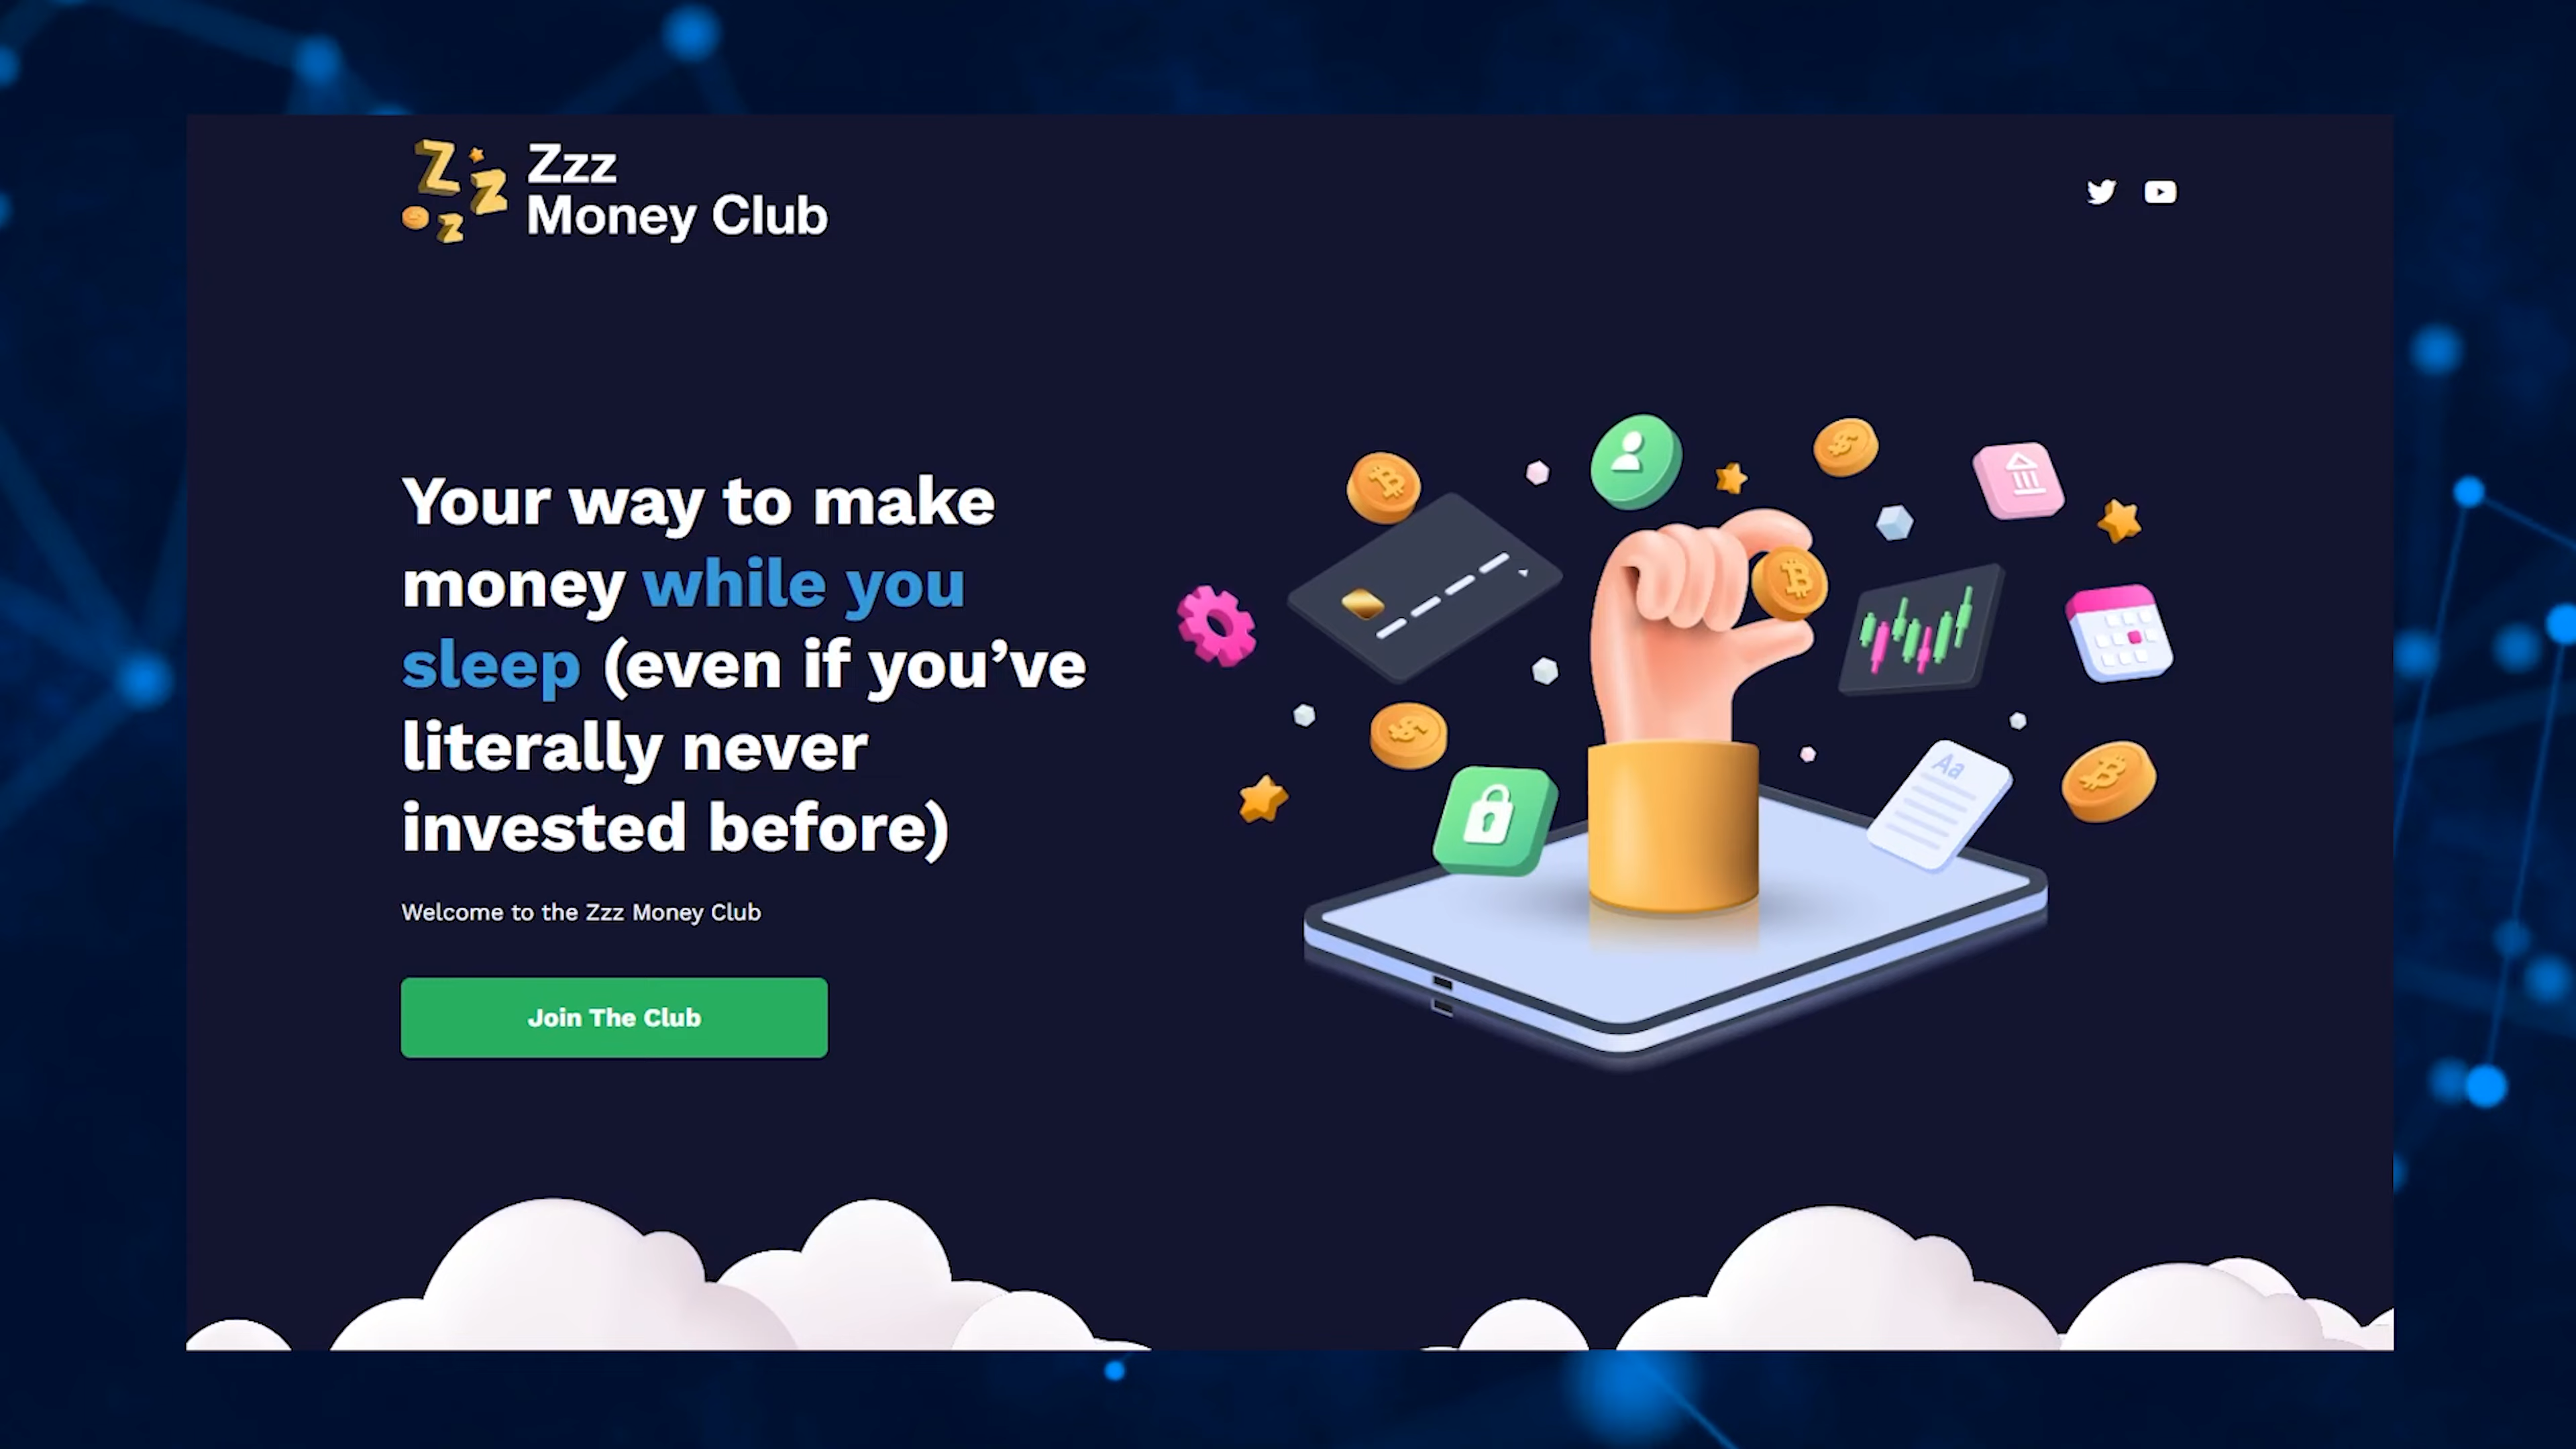 Zzz
Money Club
Your way to make
money while you
sleep (even if you’ve
literally never
invested before)
Welcome to the Zzz Money Club
Join The Club
Aa